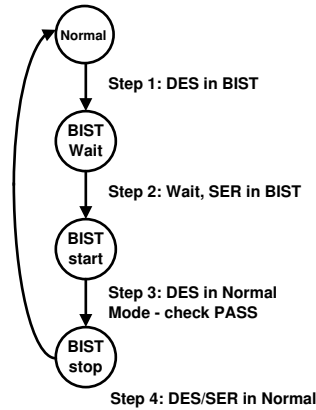 Normal
Step 1: DES in BIST
BIST
Wait
Step 2: Wait, SER in BIST
BIST
start
Step 3: DES in Normal
Mode - check PASS
BIST
stop
Step 4: DES/SER in Normal